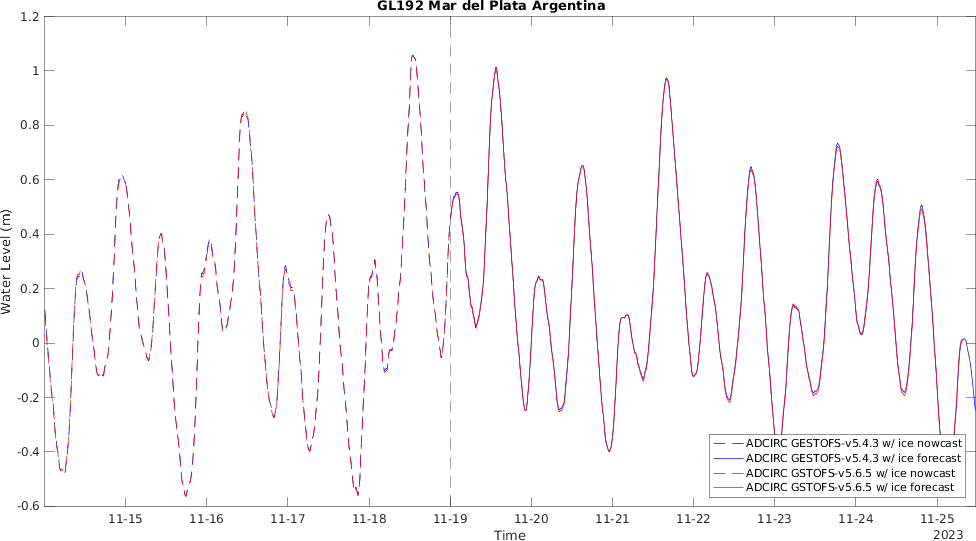 GL192 Mar del Plata Argentina
1.2
1
0.8
0.6
0.4
0.2
0
-0.2
-0.4
-0.6
Water Level (m)
ADCIRC GESTOFS-v5.4.3 w/ ice nowcast
ADCIRC GESTOFS-v5.4.3 w/ ice forecast
ADCIRC GSTOFS-v5.6.5 w/ ice nowcast
ADCIRC GSTOFS-v5.6.5 w/ ice forecast
11-15 11-16 11-17 11-18 11-19 11-20 11-21 11-22 11-23 11-24 11-25
Time
2023